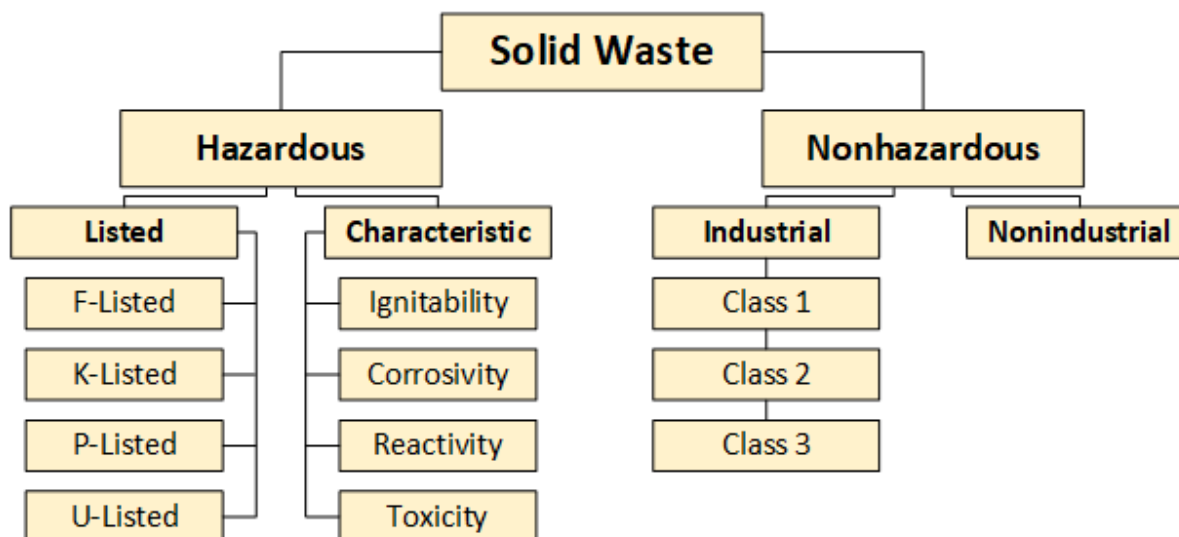 Solid Waste
Hazardous
Nonhazardous
Listed
Characteristic
Industrial
Nonindustrial
F-Listed
Ignitability
Class 1
K-Listed
Corrosivity
Class 2
P-Listed
Reactivity
Class 3
U-Listed
Toxicity